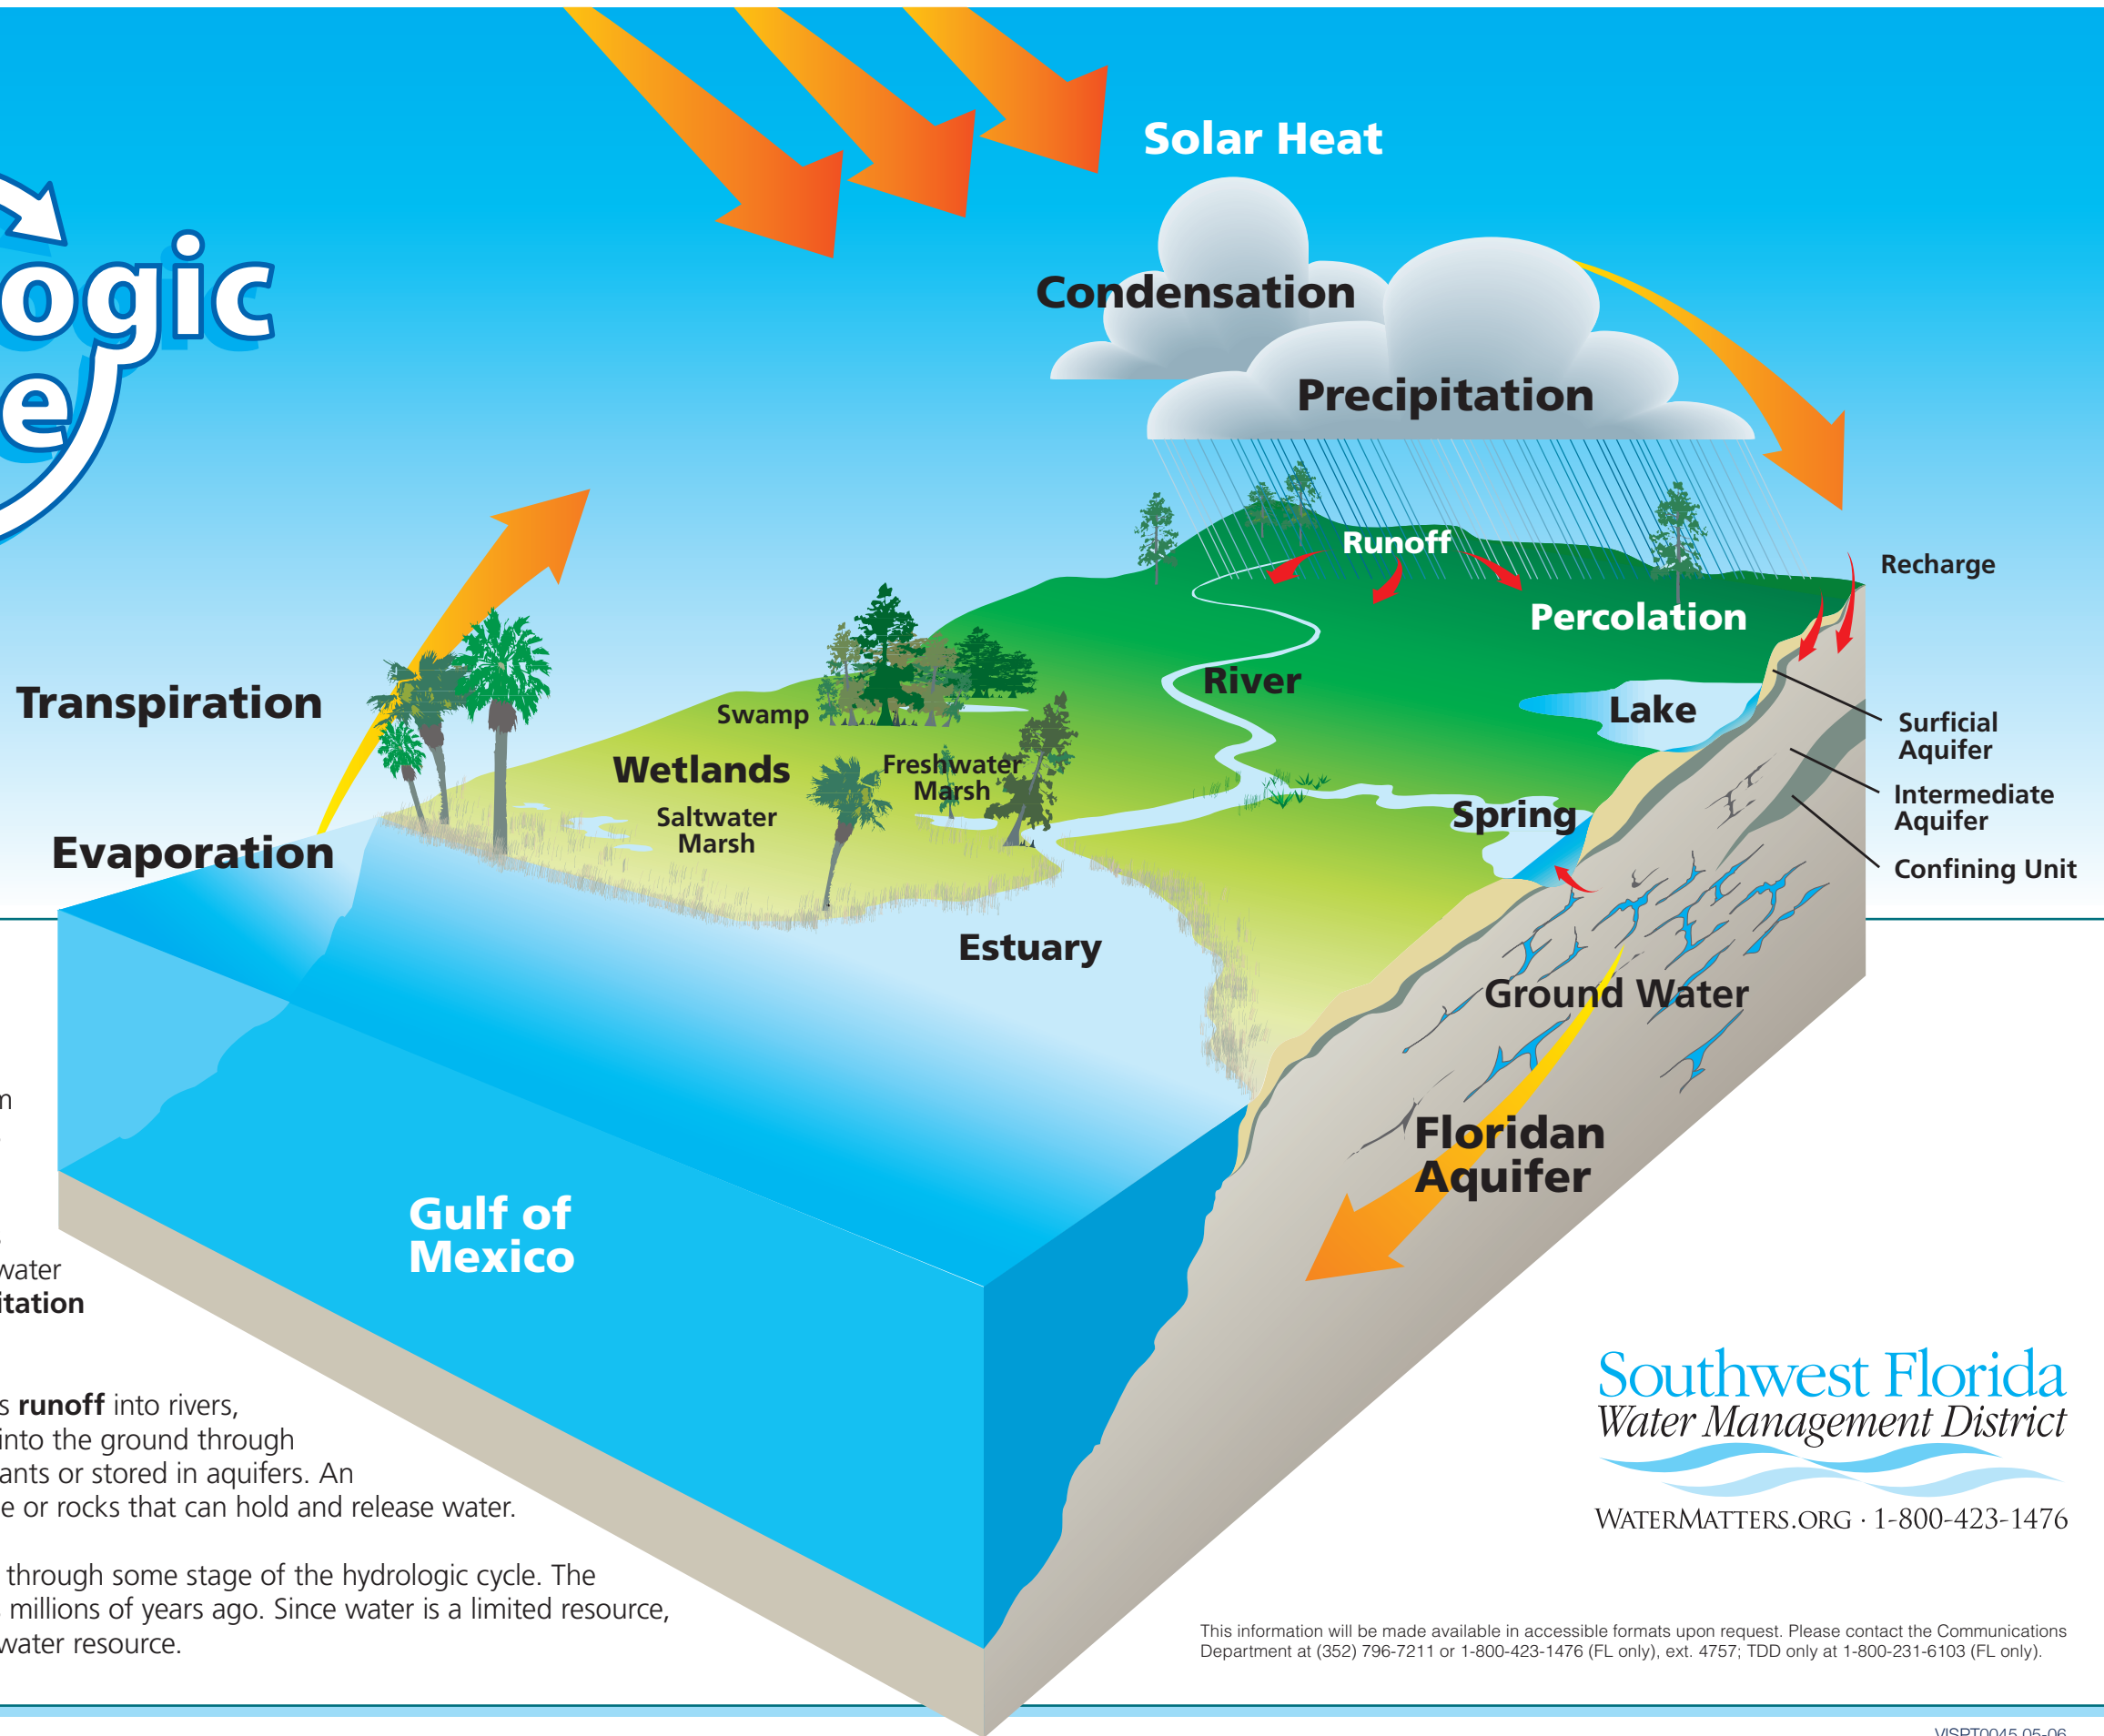 Solar Heat
ogic
e
Condensation
Precipitation
Runoff
Recharge
Percolation
Transpiration
Swamp
River
Lake
Surficial
Aquifer
Wetlands
Freshwater
Marsh
Intermediate
Aquifer
Saltwater
Marsh
Spring
Evaporation
Confining Unit
Estuary
Ground Water
Floridan
Aquifer
Gulf of
Mexico
water
itation
s runoff into rivers,
into the ground through
ants or stored in aquifers. An
e or rocks that can hold and release water.
through some stage of the hydrologic cycle. The
millions of years ago. Since water is a limited resource,
water resource.
Southwest Florida
Water Management District
WATERMATTERS.ORG · 1-800-423-1476
This information will be made available in accessible formats upon request. Please contact the Communications
Department at (352) 796-7211 or 1-800-423-1476 (FL only), ext. 4757; TDD only at 1-800-231-6103 (FL only).
VISPT0045 05-06